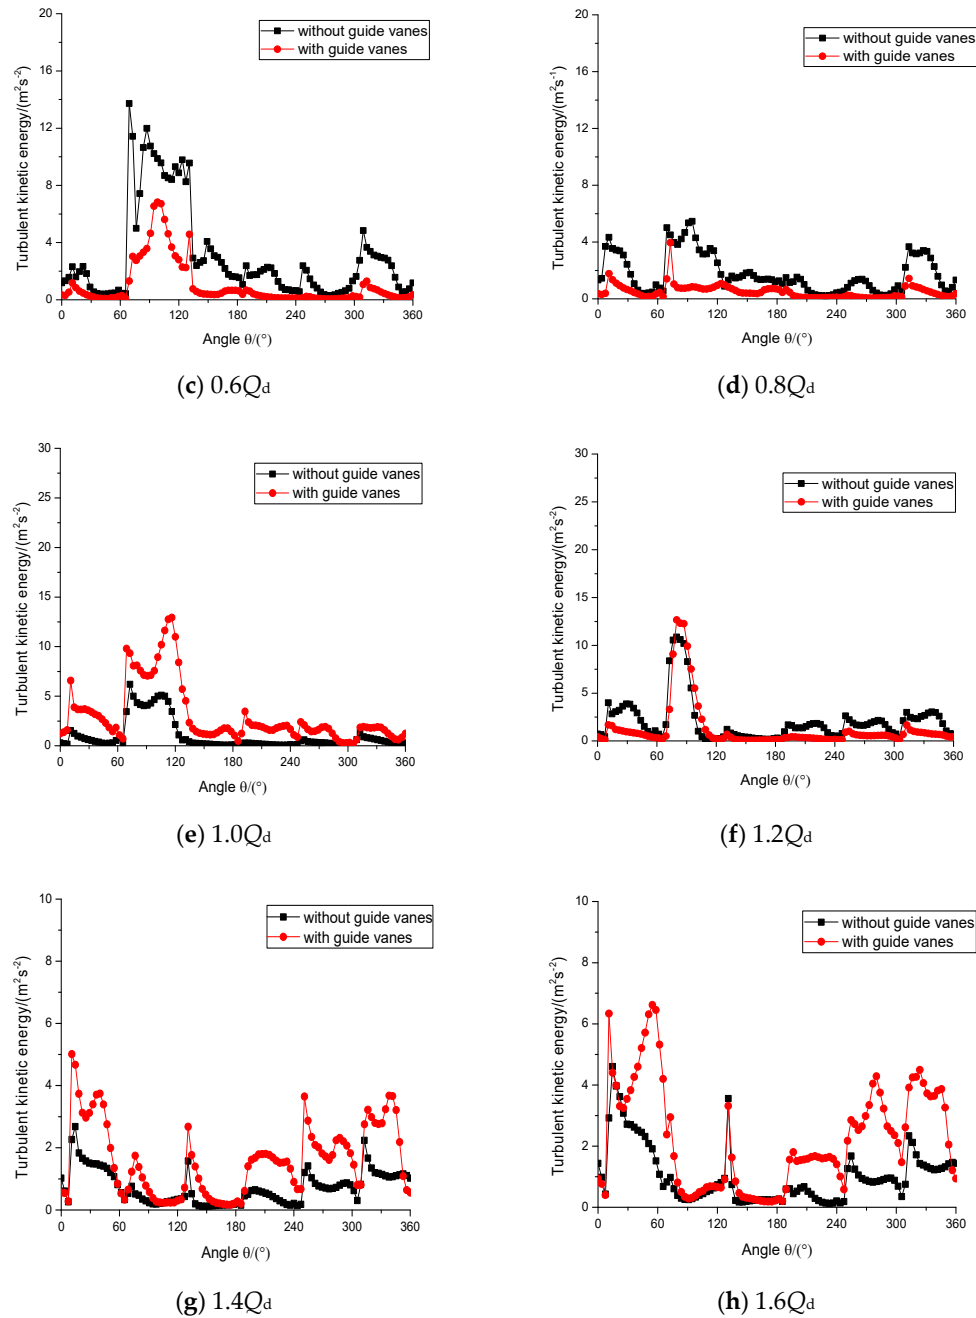 20
16
12
8
4
0
0 60 120 180 240 300 360
Turbulent kinetic energy/(m²s⁻²)
Angle θ/(°)
without guide vanes
with guide vanes
(c) 0.6Qd
20
16
12
8
4
0
0 60 120 180 240 300 360
Turbulent kinetic energy/(m²s⁻¹)
Angle θ/(°)
without guide vanes
with guide vanes
(d) 0.8Qd
30
25
20
15
10
5
0
0 60 120 180 240 300 360
Turbulent kinetic energy/(m²s⁻²)
Angle θ/(°)
without guide vanes
with guide vanes
(e) 1.0Qd
30
25
20
15
10
5
0
0 60 120 180 240 300 360
Turbulent kinetic energy/(m²s⁻²)
Angle θ/(°)
without guide vanes
with guide vanes
(f) 1.2Qd
10
8
6
4
2
0
0 60 120 180 240 300 360
Turbulent kinetic energy/(m²s⁻²)
Angle θ/(°)
without guide vanes
with guide vanes
(g) 1.4Qd
10
8
6
4
2
0
0 60 120 180 240 300 360
Turbulent kinetic energy/(m²s⁻²)
Angle θ/(°)
without guide vanes
with guide vanes
(h) 1.6Qd